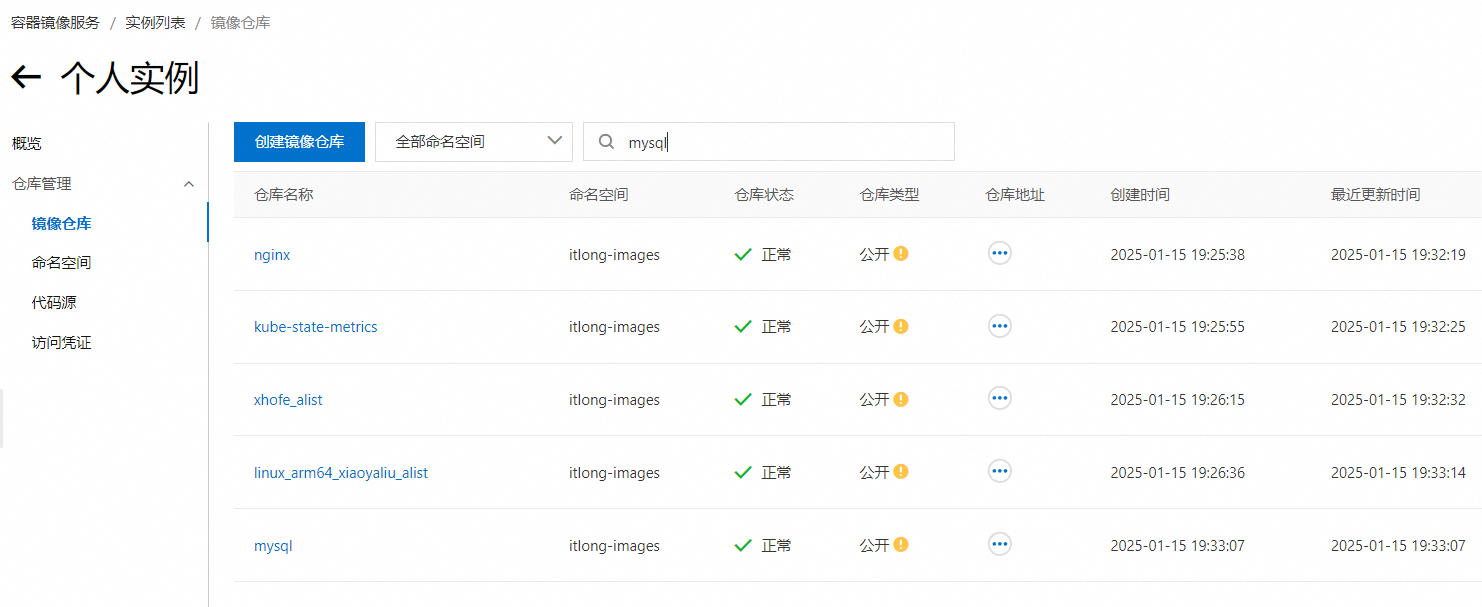 容器镜像服务 / 实例列表 / 镜像仓库
← 个人实例
概览
仓库管理
镜像仓库
命名空间
代码源
访问凭证
创建镜像仓库 全部命名空间 mysql
仓库名称 命名空间 仓库状态 仓库类型 仓库地址 创建时间 最近更新时间
nginx itlong-images 正常 公开 2025-01-15 19:25:38 2025-01-15 19:32:19
kube-state-metrics itlong-images 正常 公开 2025-01-15 19:25:55 2025-01-15 19:32:25
xhofe_alist itlong-images 正常 公开 2025-01-15 19:26:15 2025-01-15 19:32:32
linux_arm64_xiaoyaliu_alist itlong-images 正常 公开 2025-01-15 19:26:36 2025-01-15 19:33:14
mysql itlong-images 正常 公开 2025-01-15 19:33:07 2025-01-15 19:33:07